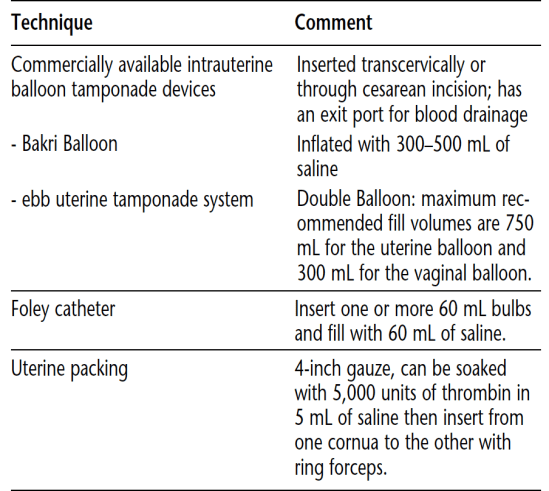 Technique Comment
Commercially available intrauterine balloon tamponade devices
Inserted transcervically or through cesarean incision; has an exit port for blood drainage
- Bakri Balloon
Inflated with 300–500 mL of saline
- ebb uterine tamponade system
Double Balloon: maximum rec-
ommended fill volumes are 750
mL for the uterine balloon and
300 mL for the vaginal balloon.
Foley catheter
Insert one or more 60 mL bulbs
and fill with 60 mL of saline.
Uterine packing
4-inch gauze, can be soaked
with 5,000 units of thrombin in
5 mL of saline then insert from
one cornua to the other with
ring forceps.